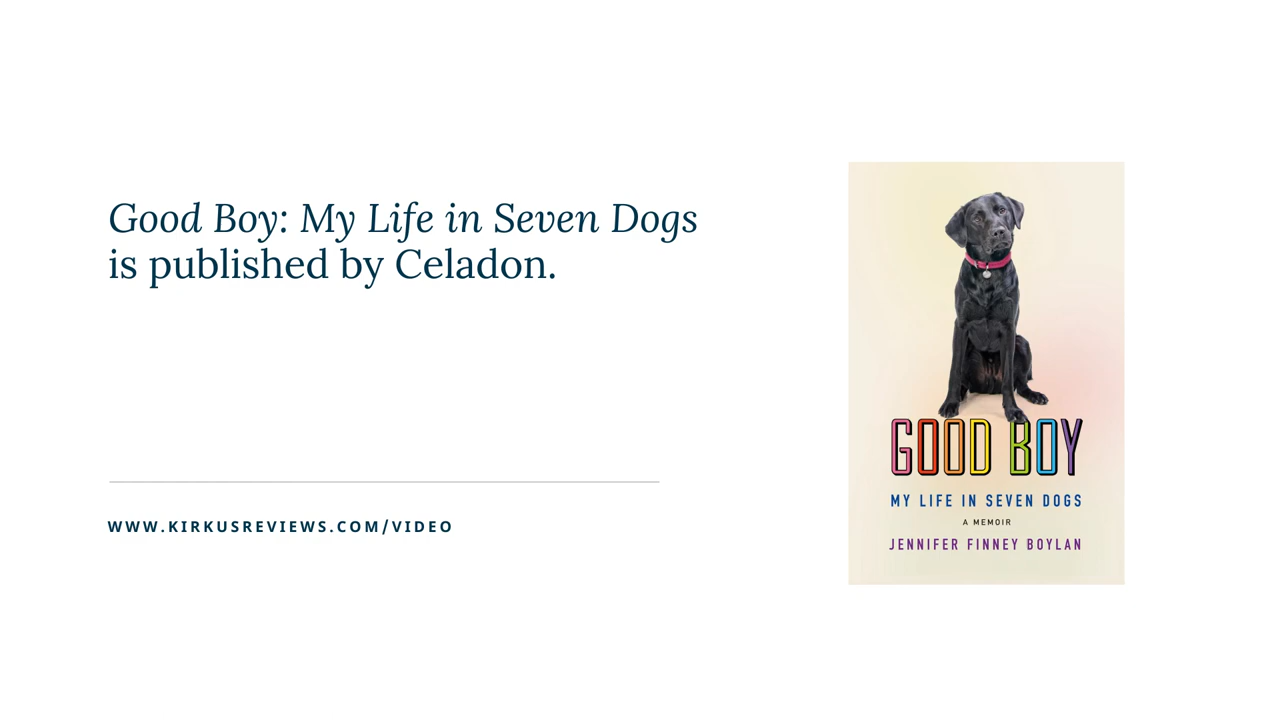 Good Boy: My Life in Seven Dogs
is published by Celadon.
WWW.KIRKUSREVIEWS.COM/VIDEO
GOOD BOY
MY LIFE IN SEVEN DOGS
A MEMOIR
JENNIFER FINNEY BOYLAN